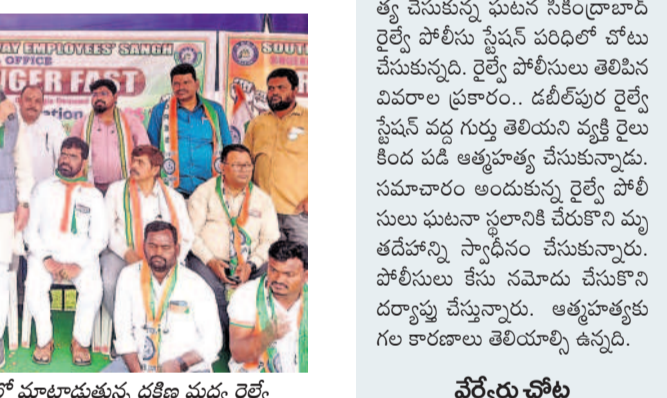 AY EMPLOYEES' SANGH
OFFICE
NGER FAST
SOUT
త్య చేసుకున్న ఘటన సికింద్రాబాద్
రైల్వే పోలీసు స్టేషన్ పరిధిలో చోటు
చేసుకున్నది. రైల్వే పోలీసులు తెలిపిన
వివరాల ప్రకారం.. డబీల్‌పుర రైల్వే
స్టేషన్ వద్ద గుర్తు తెలియని వ్యక్తి రైలు
కింద పడి ఆత్మహత్య చేసుకున్నాడు.
సమాచారం అందుకున్న రైల్వే పోలీ
సులు ఘటనా స్థలానికి చేరుకొని మృ
తదేహాన్ని స్వాధీనం చేసుకున్నారు.
పోలీసులు కేసు నమోదు చేసుకొని
దర్యాప్తు చేస్తున్నారు. ఆత్మహత్యకు
గల కారణాలు తెలియాల్సి ఉన్నది.
లో మాట్లాడుతున్న దక్షిణ మధ్య రైల్వే
వేర్వేరు చోట్ల